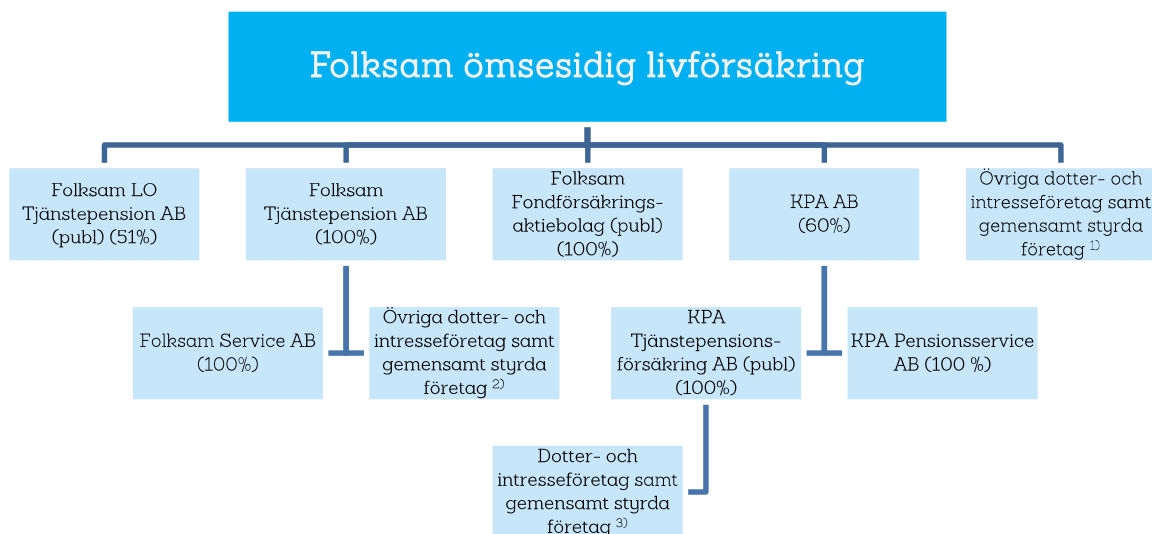 Folksam ömsesidig livförsäkring
Folksam LO
Tjänstepension AB
(publ) (51%)
Folksam
Tjänstepension AB
(100%)
Folksam
Fondförsäkrings-
aktiebolag (publ)
(100%)
KPA AB
(60%)
Övriga dotter- och
intresseföretag samt
gemensamt styrda
företag 1)
Folksam Service AB
(100%)
Övriga dotter- och
intresseföretag samt
gemensamt styrda
företag 2)
KPA
Tjänstepensions-
försäkring AB (publ)
(100%)
KPA Pensionsservice
AB (100 %)
Dotter- och
intresseföretag samt
gemensamt styrda
företag 3)